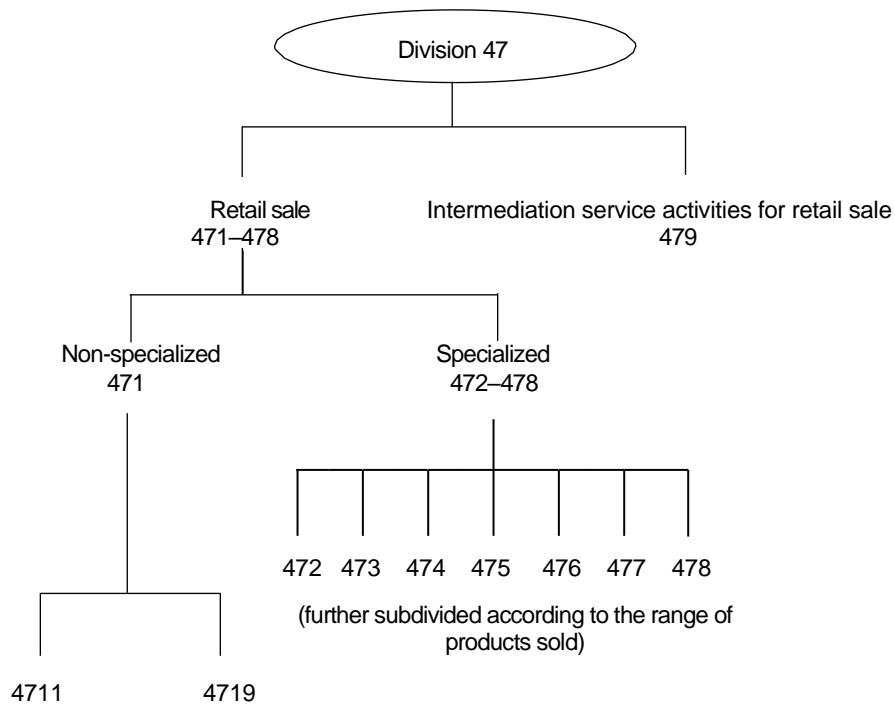 Division 47
Retail sale
471–478
Intermediation service activities for retail sale
479
Non-specialized
471
Specialized
472–478
472 473 474 475 476 477 478
(further subdivided according to the range of
products sold)
4711 4719